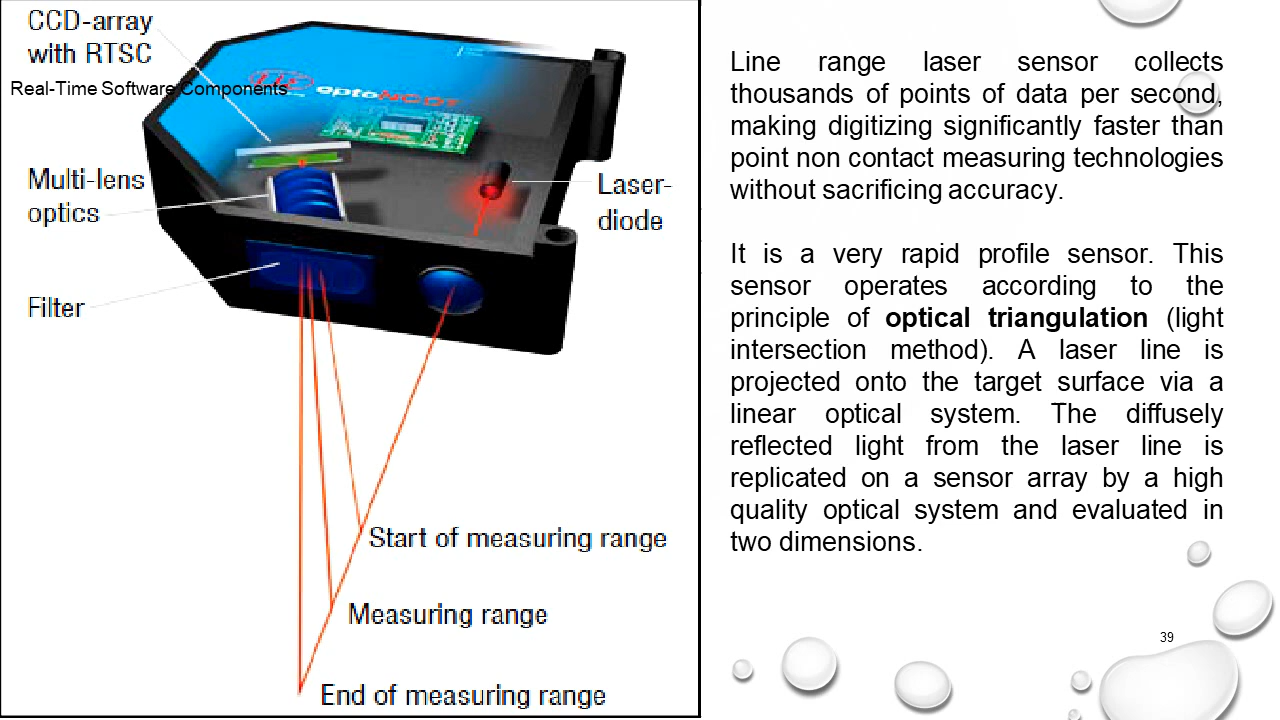 CCD-array
with RTSC
Real-Time Software Components
optoNCDT
Multi-lens
optics
Laser-
diode
Filter
Start of measuring range
Measuring range
End of measuring range
Line range laser sensor collects
thousands of points of data per second,
making digitizing significantly faster than
point non contact measuring technologies
without sacrificing accuracy.
It is a very rapid profile sensor. This
sensor operates according to the
principle of optical triangulation (light
intersection method). A laser line is
projected onto the target surface via a
linear optical system. The diffusely
reflected light from the laser line is
replicated on a sensor array by a high
quality optical system and evaluated in
two dimensions.
39